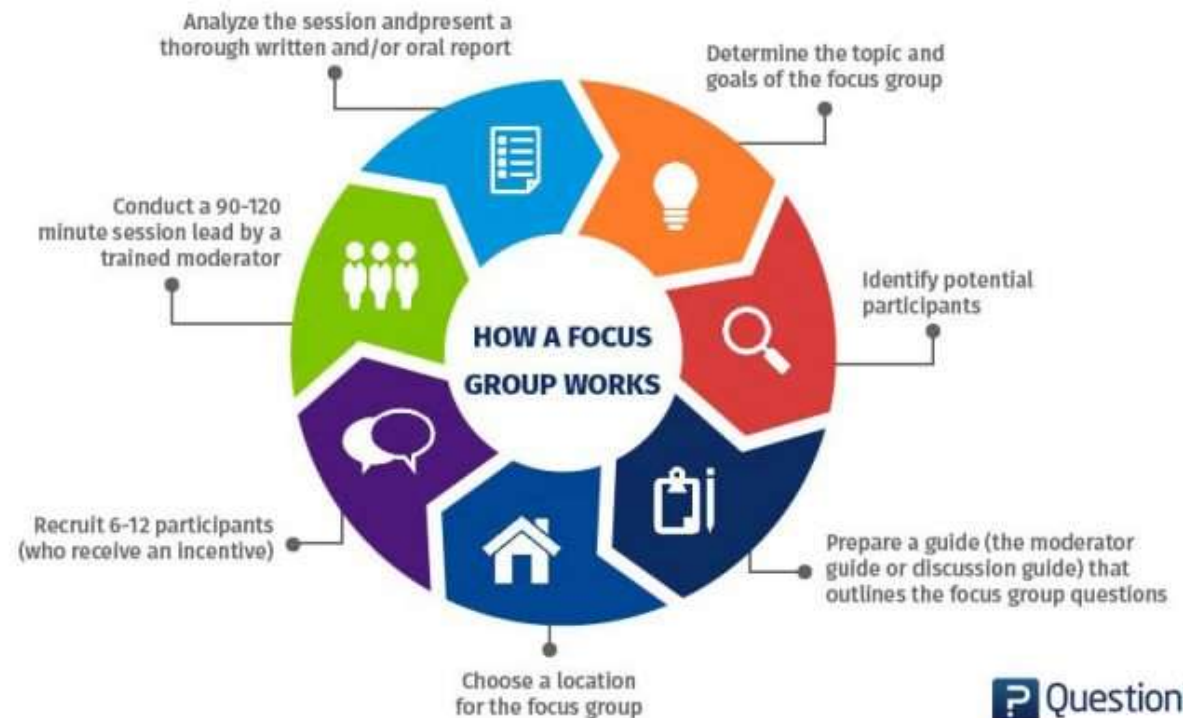 Analyze the session andpresent a
thorough written and/or oral report
Determine the topic and
goals of the focus group
Conduct a 90-120
minute session lead by a
trained moderator
Identify potential
participants
HOW A FOCUS
GROUP WORKS
Recruit 6-12 participants
(who receive an incentive)
Prepare a guide (the moderator
guide or discussion guide) that
outlines the focus group questions
Choose a location
for the focus group
Question